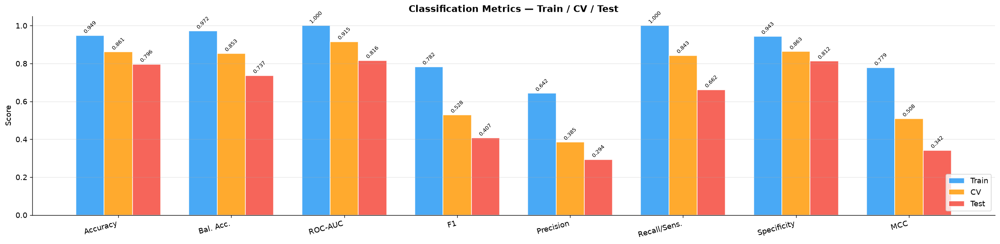 Classification Metrics — Train / CV / Test
Score
1.0
0.8
0.6
0.4
0.2
0.0
0.949
0.861
0.796
0.972
0.853
0.737
1.000
0.915
0.816
0.782
0.528
0.407
0.642
0.385
0.294
1.000
0.843
0.662
0.943
0.863
0.812
0.779
0.508
0.342
Accuracy
Bal. Acc.
ROC-AUC
F1
Precision
Recall/Sens.
Specificity
MCC
Train
CV
Test